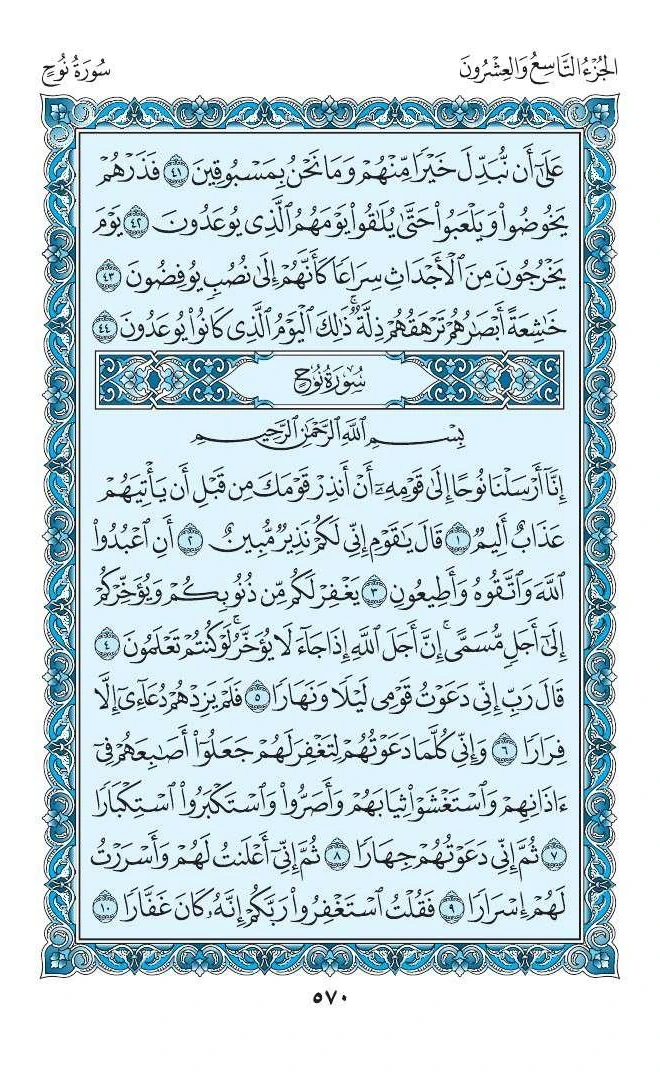 الجُزْءُ التَّاسِعُ وَالعِشْرُونَ سُورَةُ نُوحٍ
عَلَىٰٓ أَن نُّبَدِّلَ خَيْرًا مِّنْهُمْ وَمَا نَحْنُ بِمَسْبُوقِينَ ٤١ فَذَرْهُمْ
يَخُوضُوا۟ وَيَلْعَبُوا۟ حَتَّىٰ يُلَٰقُوا۟ يَوْمَهُمُ ٱلَّذِى يُوعَدُونَ ٤٢ يَوْمَ
يَخْرُجُونَ مِنَ ٱلْأَجْدَاثِ سِرَاعًا كَأَنَّهُمْ إِلَىٰ نُصُبٍ يُوفِضُونَ ٤٣
خَٰشِعَةً أَبْصَٰرُهُمْ تَرْهَقُهُمْ ذِلَّةٌ ۚ ذَٰلِكَ ٱلْيَوْمُ ٱلَّذِى كَانُوا۟ يُوعَدُونَ ٤٤
سُورَةُ نُوحٍ
بِسْمِ ٱللَّهِ ٱلرَّحْمَٰنِ ٱلرَّحِيمِ
إِنَّآ أَرْسَلْنَا نُوحًا إِلَىٰ قَوْمِهِۦٓ أَنْ أَنذِرْ قَوْمَكَ مِن قَبْلِ أَن يَأْتِيَهُمْ
عَذَابٌ أَلِيمٌ ١ قَالَ يَٰقَوْمِ إِنِّى لَكُمْ نَذِيرٌ مُّبِينٌ ٢ أَنِ ٱعْبُدُوا۟
ٱللَّهَ وَٱتَّقُوهُ وَأَطِيعُونِ ٣ يَغْفِرْ لَكُم مِّن ذُنُوبِكُمْ وَيُؤَخِّرْكُمْ
إِلَىٰٓ أَجَلٍ مُّسَمًّى ۚ إِنَّ أَجَلَ ٱللَّهِ إِذَا جَآءَ لَا يُؤَخَّرُ ۖ لَوْ كُنتُمْ تَعْلَمُونَ ٤
قَالَ رَبِّ إِنِّى دَعَوْتُ قَوْمِى لَيْلًا وَنَهَارًا ٥ فَلَمْ يَزِدْهُمْ دُعَآءِىٓ إِلَّا
فِرَارًا ٦ وَإِنِّى كُلَّمَا دَعَوْتُهُمْ لِتَغْفِرَ لَهُمْ جَعَلُوٓا۟ أَصَٰبِعَهُمْ فِىٓ
ءَاذَانِهِمْ وَٱسْتَغْشَوْا۟ ثِيَابَهُمْ وَأَصَرُّوا۟ وَٱسْتَكْبَرُوا۟ ٱسْتِكْبَارًا
٧ ثُمَّ إِنِّى دَعَوْتُهُمْ جِهَارًا ٨ ثُمَّ إِنِّىٓ أَعْلَنتُ لَهُمْ وَأَسْرَرْتُ
لَهُمْ إِسْرَارًا ٩ فَقُلْتُ ٱسْتَغْفِرُوا۟ رَبَّكُمْ إِنَّهُۥ كَانَ غَفَّارًا ١٠
٥٧٠